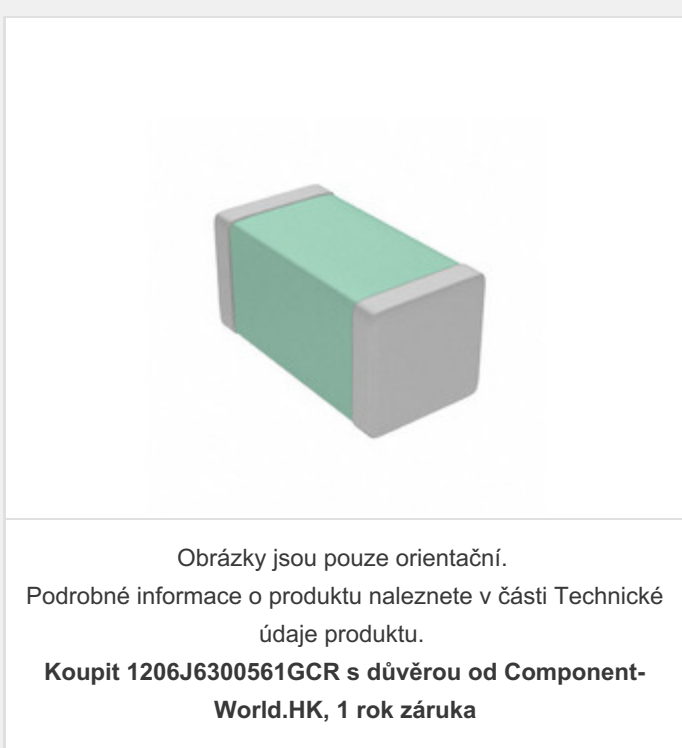 Obrázky jsou pouze orientační.
Podrobné informace o produktu naleznete v části Technické
údaje produktu.
Koupit 1206J6300561GCR s důvěrou od Component-
World.HK, 1 rok záruka